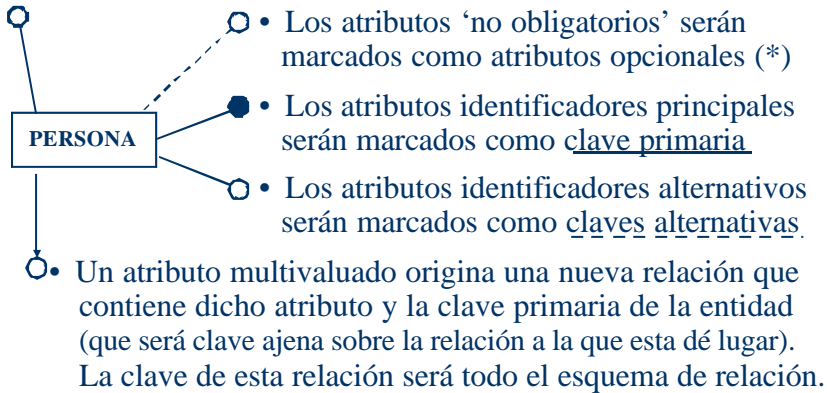 • Los atributos ‘no obligatorios’ serán
marcados como atributos opcionales (*)
• Los atributos identificadores principales
serán marcados como clave primaria
PERSONA
• Los atributos identificadores alternativos
serán marcados como claves alternativas
• Un atributo multivaluado origina una nueva relación que
contiene dicho atributo y la clave primaria de la entidad
(que será clave ajena sobre la relación a la que esta dé lugar).
La clave de esta relación será todo el esquema de relación.